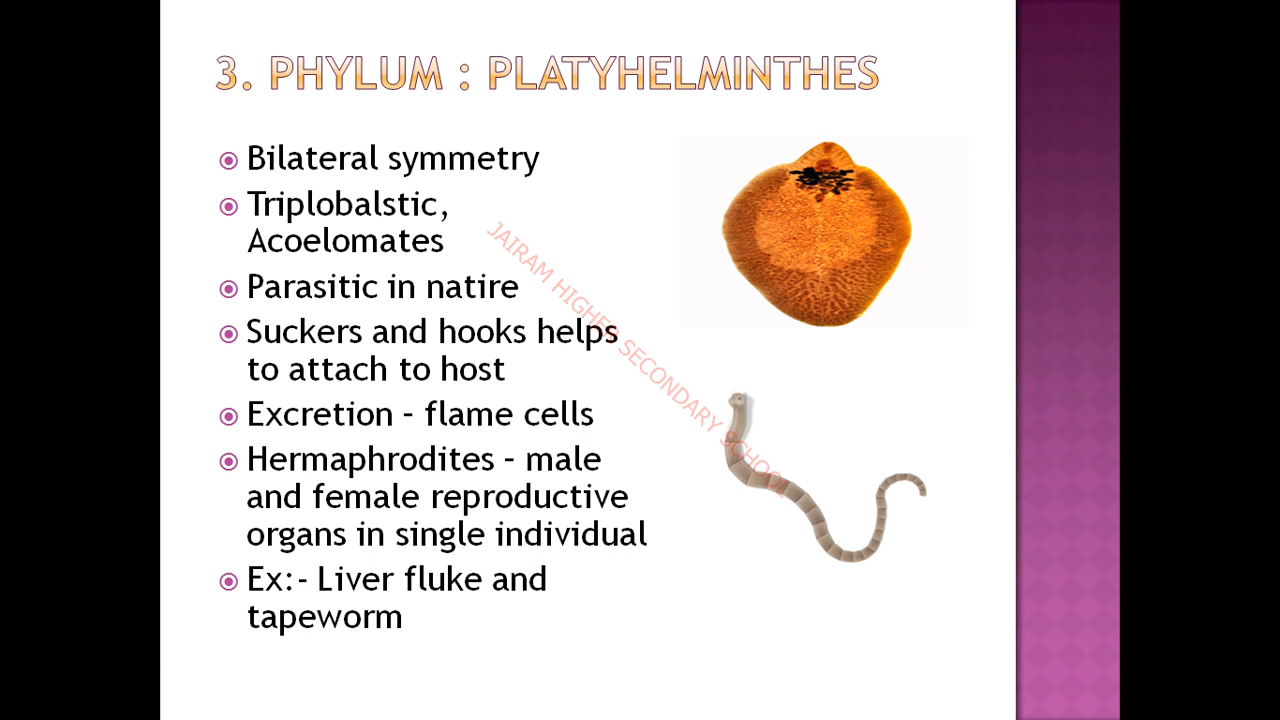 3. PHYLUM : PLATYHELMINTHES
Bilateral symmetry
Triplobalstic,
Acoelomates
Parasitic in natire
Suckers and hooks helps
to attach to host
Excretion – flame cells
Hermaphrodites – male
and female reproductive
organs in single individual
Ex:- Liver fluke and
tapeworm
JAIRAM HIGHER SECONDARY SCHOOL